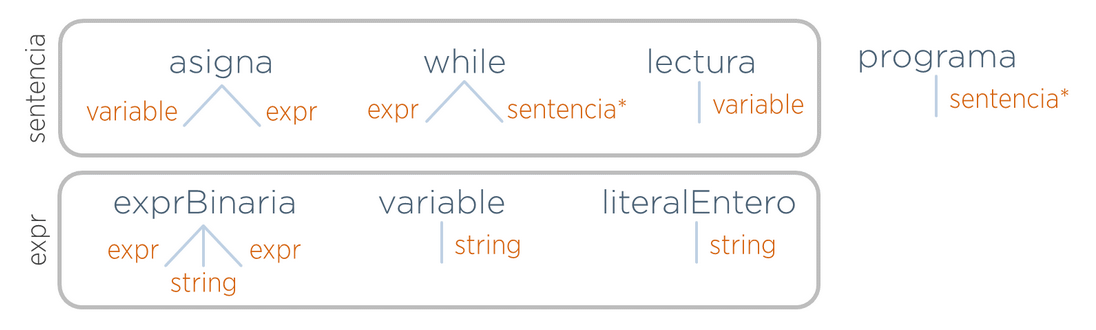 sentencia
asigna while lectura programa
variable expr expr sentencia* variable sentencia*
expr
exprBinaria variable literalEntero
expr expr string string
string